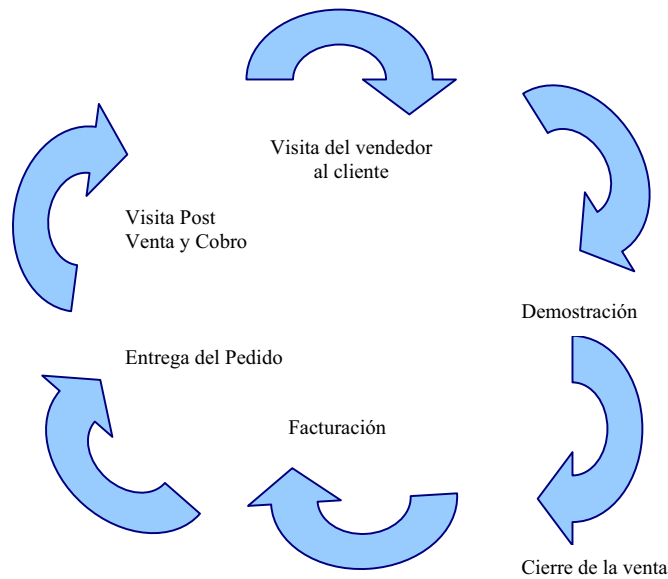 Visita del vendedor
al cliente
Demostración
Cierre de la venta
Facturación
Entrega del Pedido
Visita Post
Venta y Cobro